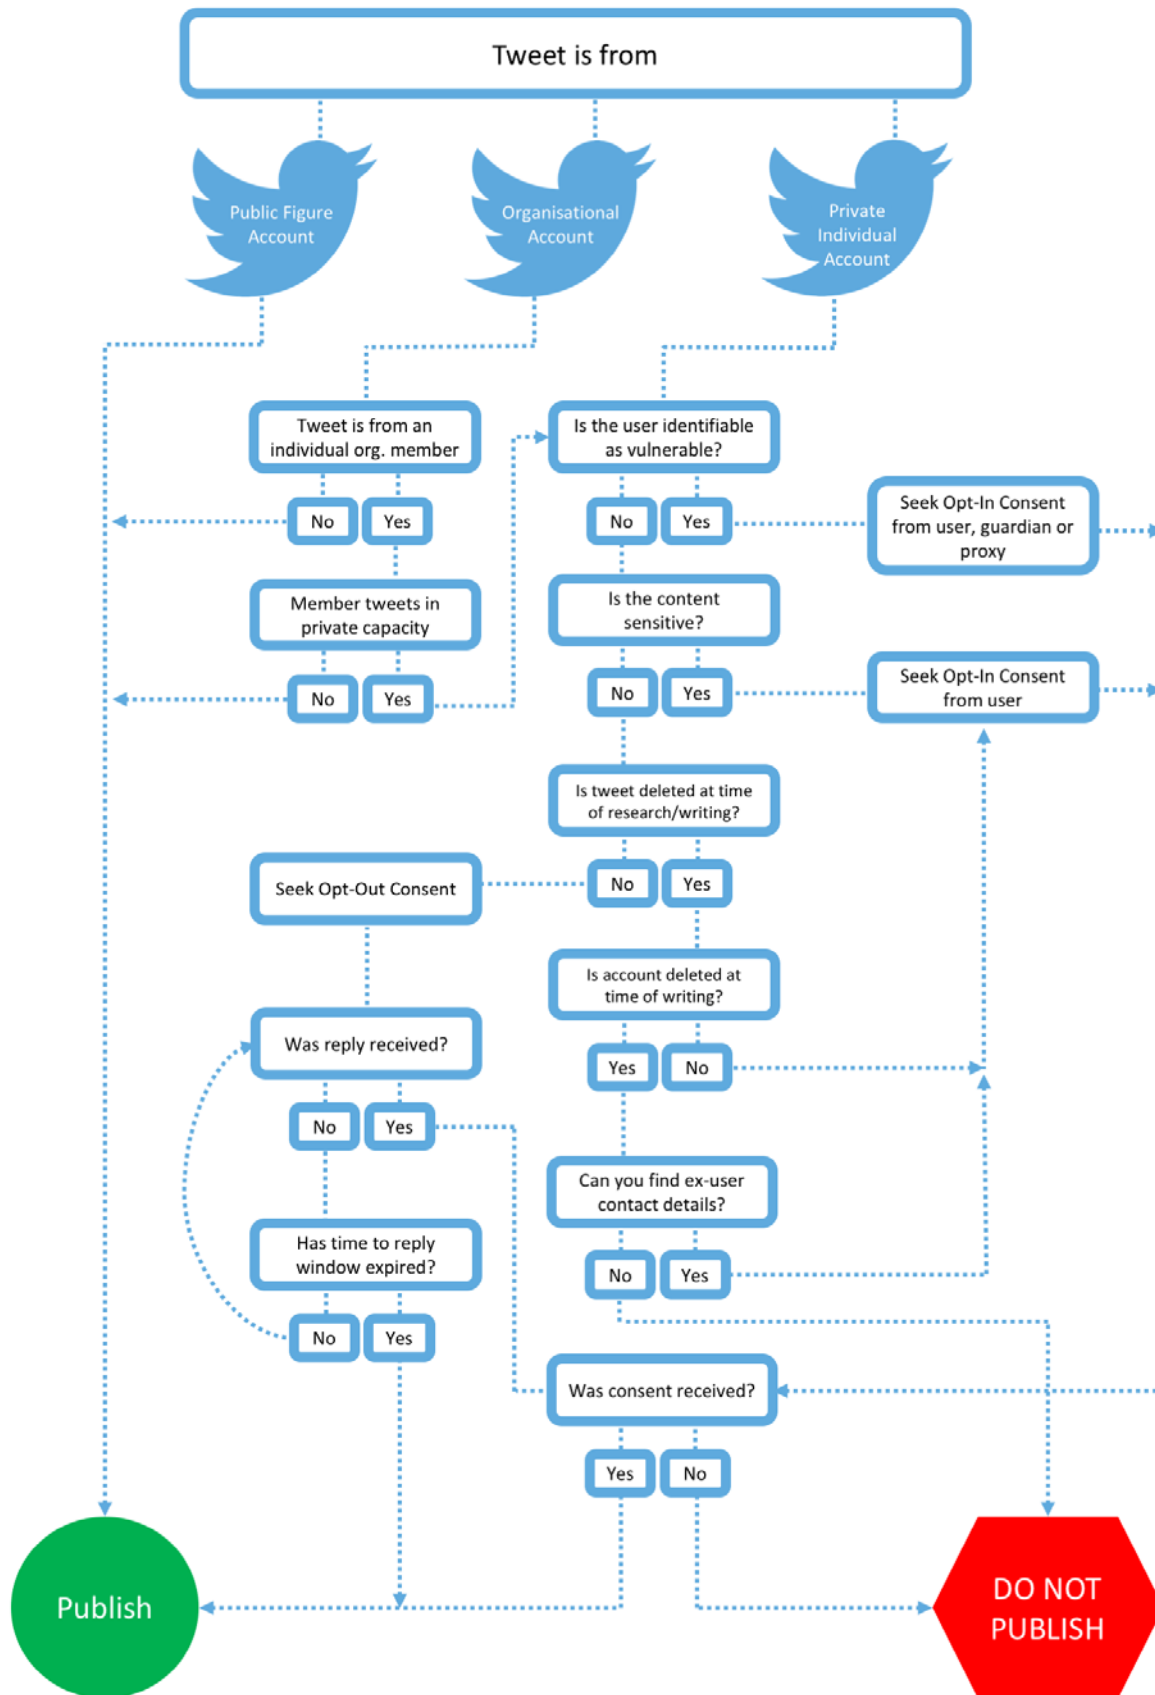 Tweet is from
Public Figure
Account
Organisational
Account
Private
Individual
Account
Tweet is from an
individual org. member
No
Yes
Member tweets in
private capacity
No
Yes
Is the user identifiable
as vulnerable?
No
Yes
Seek Opt-In Consent
from user, guardian or
proxy
Is the content
sensitive?
No
Yes
Seek Opt-In Consent
from user
Is tweet deleted at time
of research/writing?
No
Yes
Seek Opt-Out Consent
Is account deleted at
time of writing?
Yes
No
Was reply received?
No
Yes
Can you find ex-user
contact details?
No
Yes
Has time to reply
window expired?
No
Yes
Was consent received?
Yes
No
Publish
DO NOT
PUBLISH